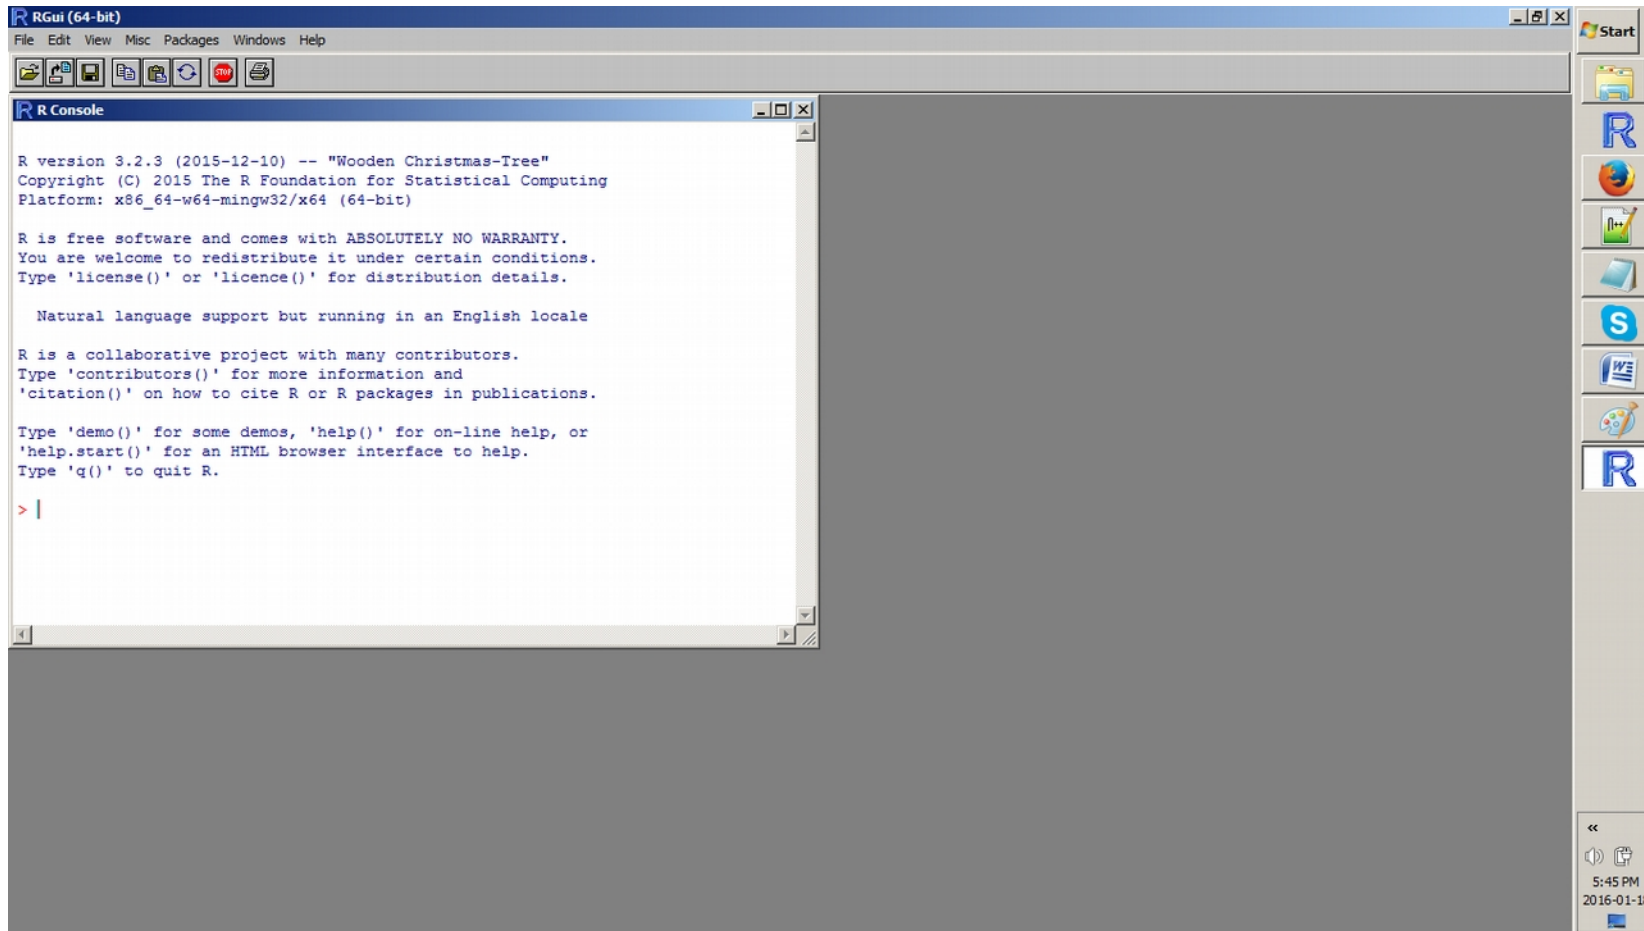 RGui (64-bit)
File Edit View Misc Packages Windows Help
STOP
R Console
R version 3.2.3 (2015-12-10) -- "Wooden Christmas-Tree"
Copyright (C) 2015 The R Foundation for Statistical Computing
Platform: x86_64-w64-mingw32/x64 (64-bit)
R is free software and comes with ABSOLUTELY NO WARRANTY.
You are welcome to redistribute it under certain conditions.
Type 'license()' or 'licence()' for distribution details.
Natural language support but running in an English locale
R is a collaborative project with many contributors.
Type 'contributors()' for more information and
'citation()' on how to cite R or R packages in publications.
Type 'demo()' for some demos, 'help()' for on-line help, or
'help.start()' for an HTML browser interface to help.
Type 'q()' to quit R.
>
Start
5:45 PM
2016-01-18